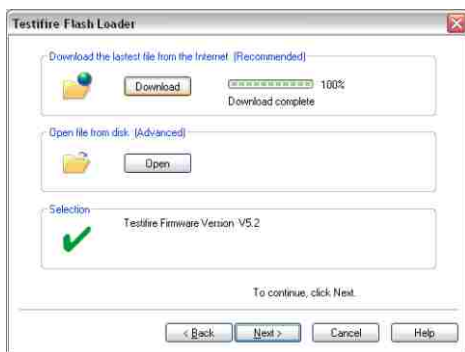 Testifire Flash Loader
Download the lastest file from the Internet (Recommended)
Download
100%
Download complete
Open file from disk (Advanced)
Open
Selection
Testifire Firmware Version V5.2
To continue, click Next.
< Back
Next >
Cancel
Help